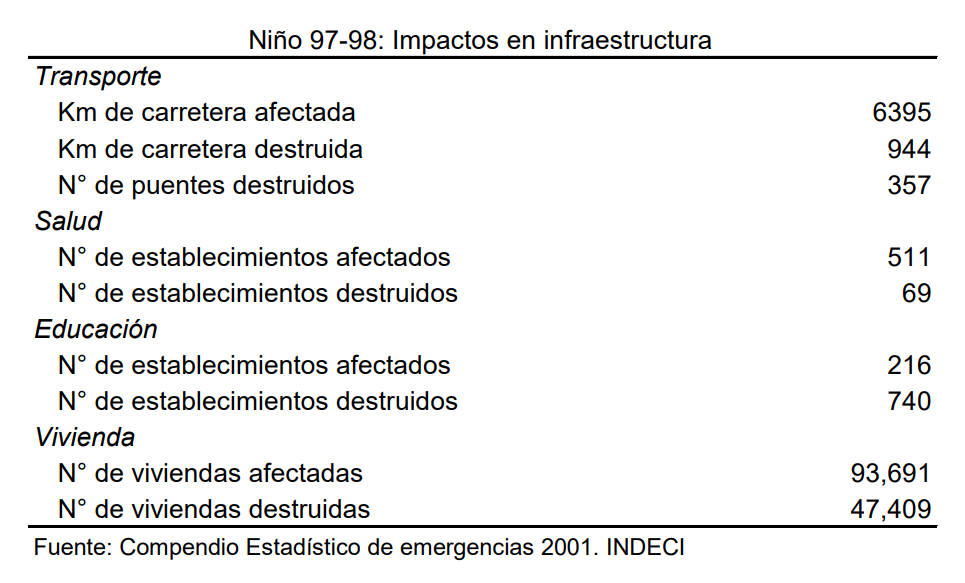 Niño 97-98: Impactos en infraestructura
Transporte
Km de carretera afectada 6395
Km de carretera destruida 944
N° de puentes destruidos 357
Salud
N° de establecimientos afectados 511
N° de establecimientos destruidos 69
Educación
N° de establecimientos afectados 216
N° de establecimientos destruidos 740
Vivienda
N° de viviendas afectadas 93,691
N° de viviendas destruidas 47,409
Fuente: Compendio Estadístico de emergencias 2001. INDECI